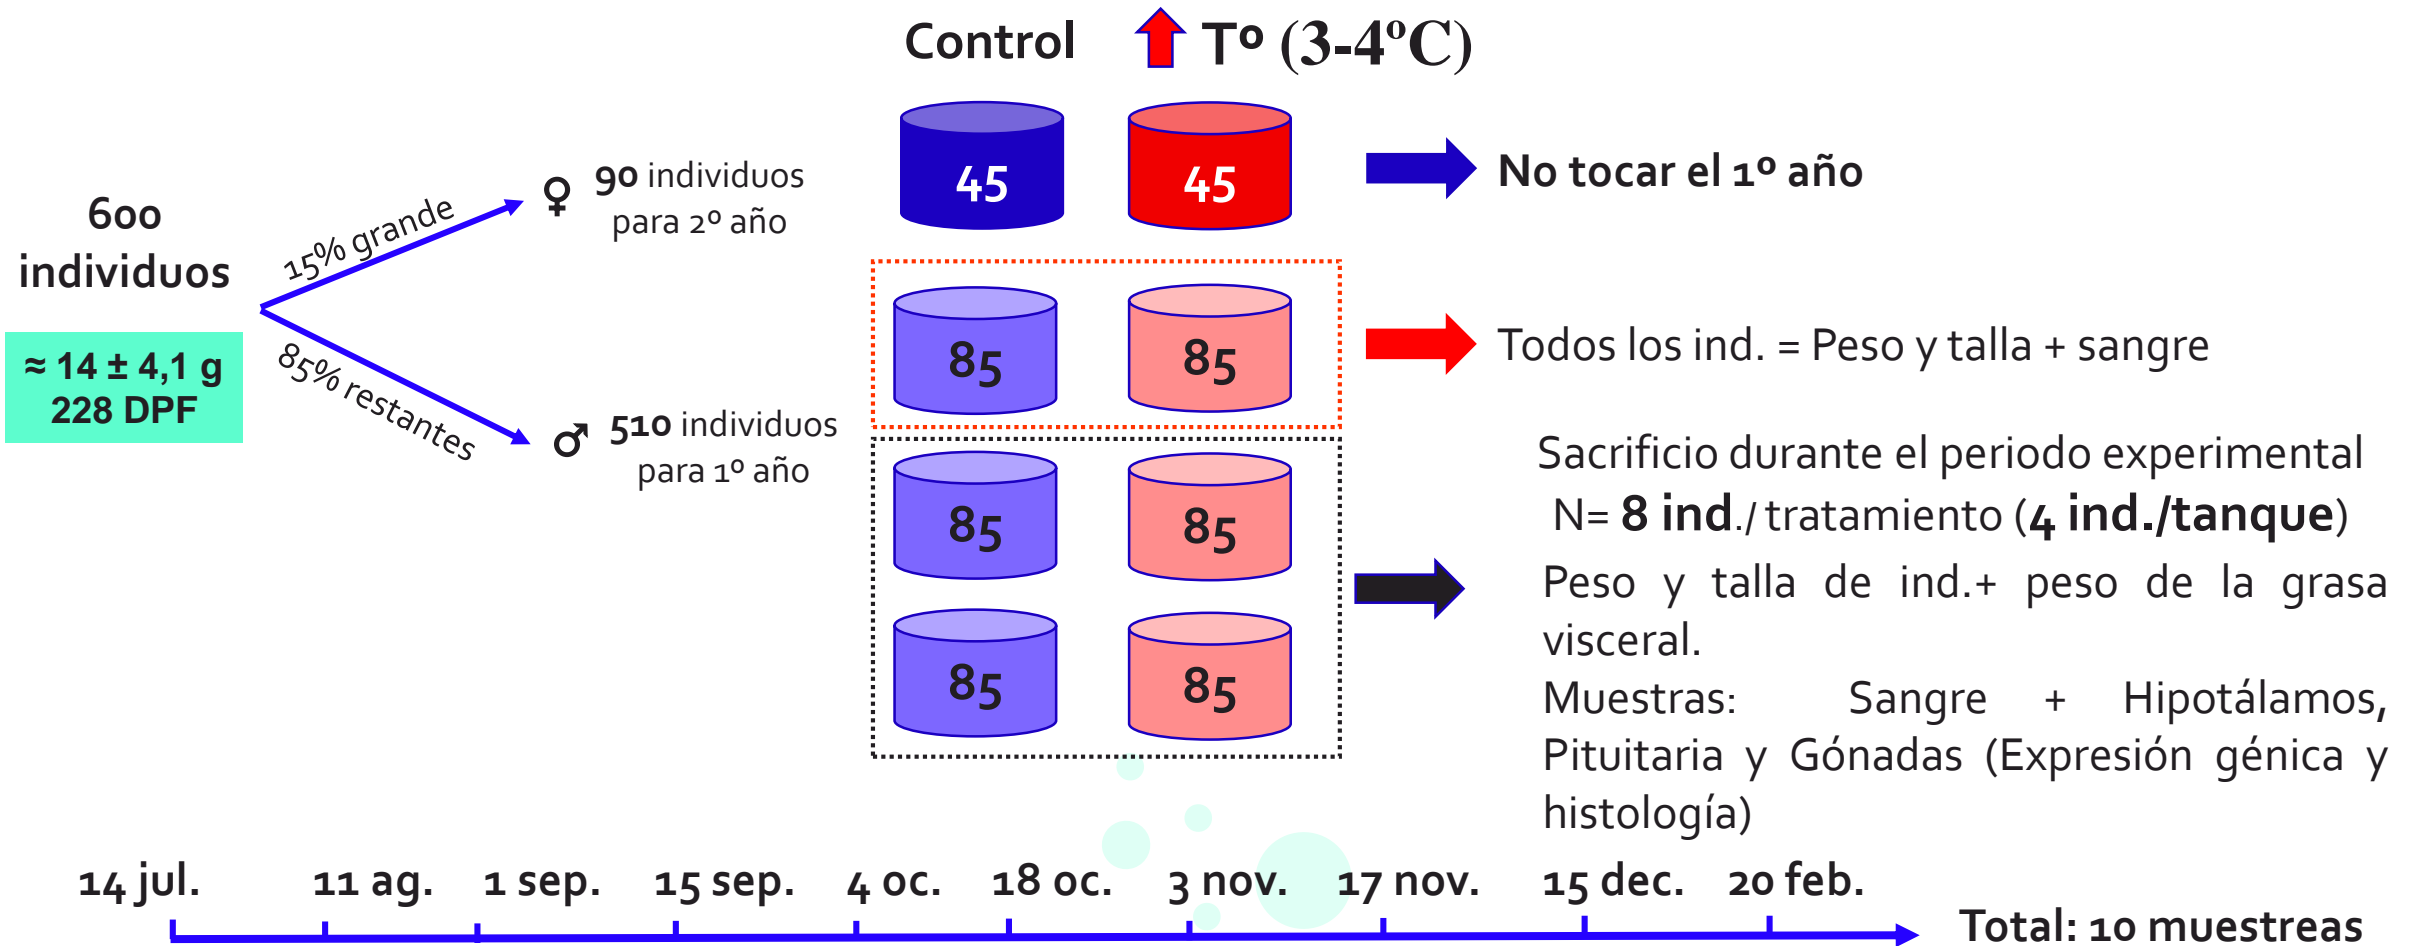 Control
Tº (3-4ºC)
600
individuos
≈ 14 ± 4,1 g
228 DPF
15% grande
85% restantes
♀ 90 individuos
para 2º año
♂ 510 individuos
para 1º año
45
45
No tocar el 1º año
85
85
Todos los ind. = Peso y talla + sangre
85
85
85
85
Sacrificio durante el periodo experimental
N= 8 ind./ tratamiento (4 ind./tanque)
Peso y talla de ind.+ peso de la grasa
visceral.
Muestras: Sangre + Hipotálamos,
Pituitaria y Gónadas (Expresión génica y
histología)
14 jul.
11 ag.
1 sep.
15 sep.
4 oc.
18 oc.
3 nov.
17 nov.
15 dec.
20 feb.
Total: 10 muestreas